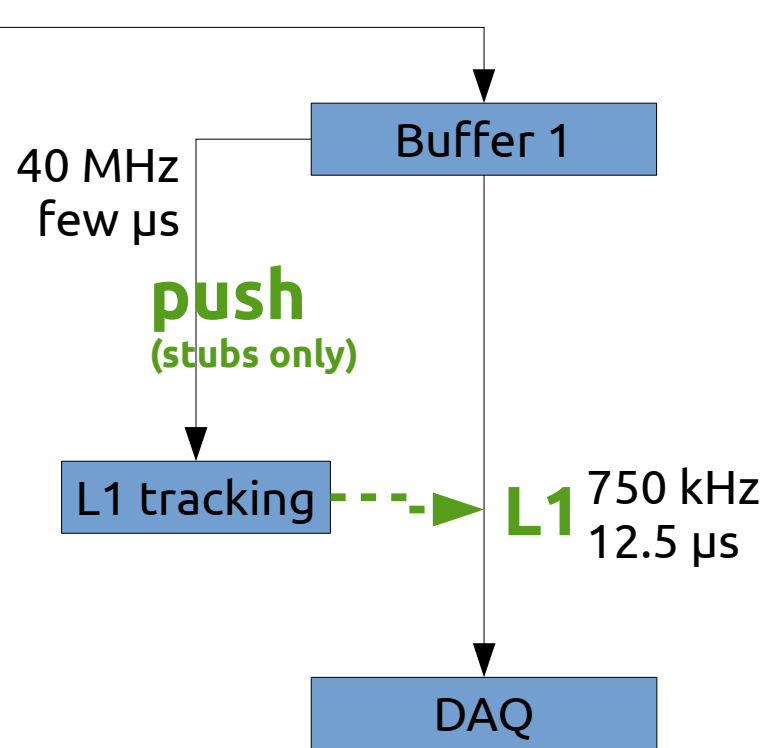 Buffer 1
40 MHz
few µs
push
(stubs only)
L1 tracking
L1
750 kHz
12.5 µs
DAQ